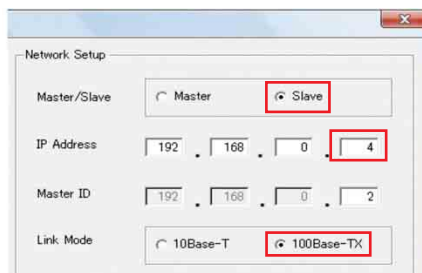 Network Setup
Master/Slave Master Slave
IP Address 192 . 168 . 0 . 4
Master ID 192 . 168 . 0 . 2
Link Mode 10Base-T 100Base-TX